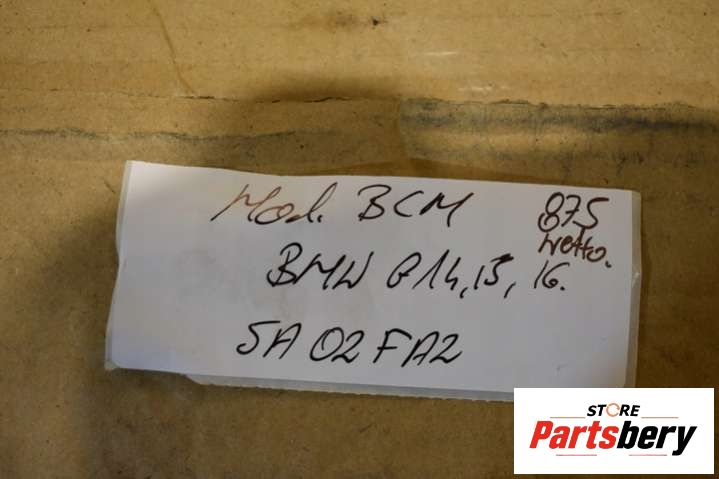 Mod. BCM 875
netto.
BMW G14, 15, 16.
5A 02 FA2
STORE
Partsbery